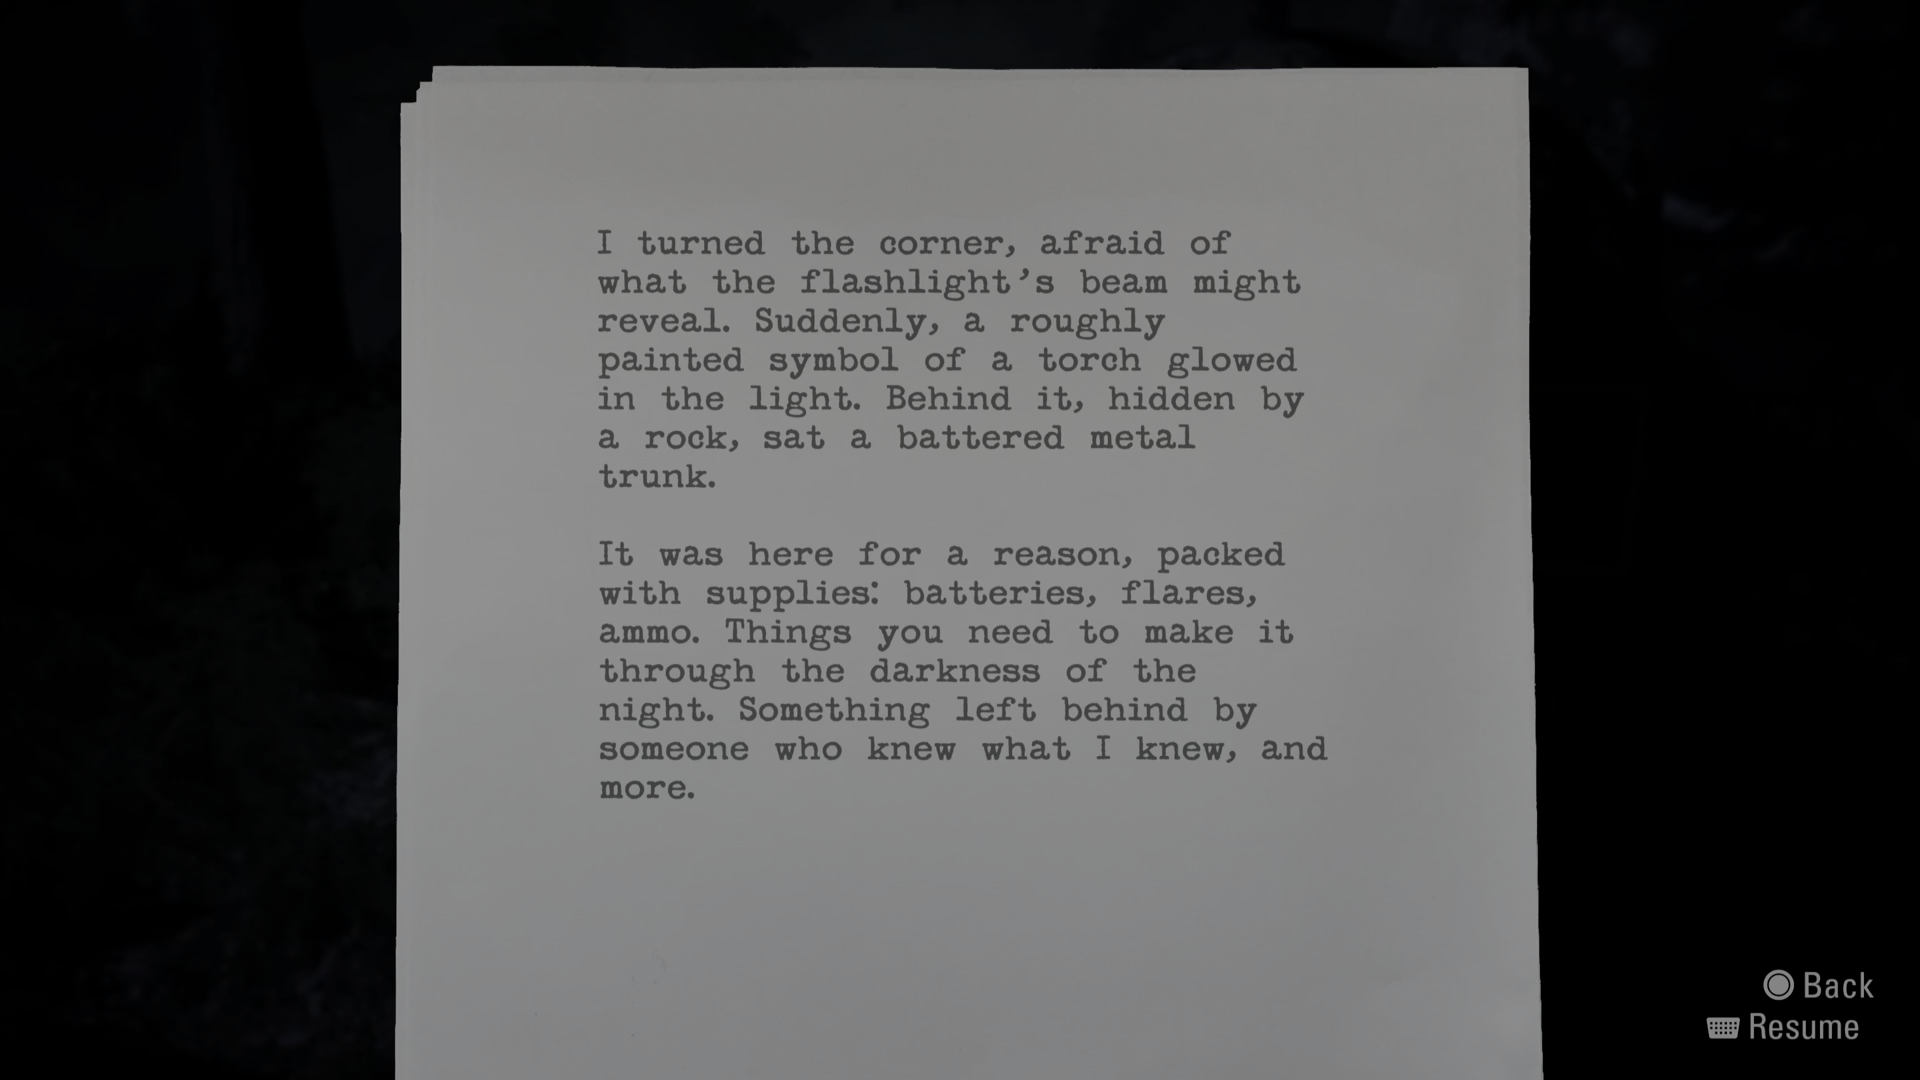 I turned the corner, afraid of
what the flashlight's beam might
reveal. Suddenly, a roughly
painted symbol of a torch glowed
in the light. Behind it, hidden by
a rock, sat a battered metal
trunk.
It was here for a reason, packed
with supplies: batteries, flares,
ammo. Things you need to make it
through the darkness of the
night. Something left behind by
someone who knew what I knew, and
more.
Back
Resume